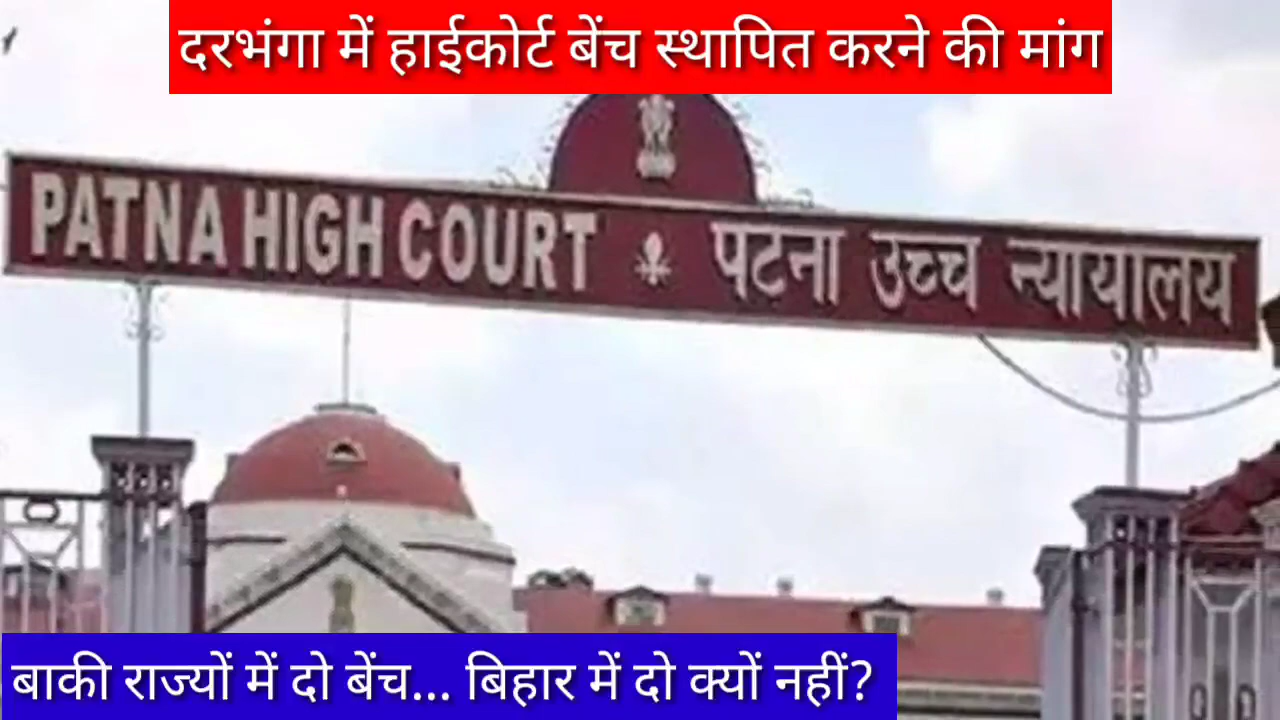 दरभंगा में हाईकोर्ट बेंच स्थापित करने की मांग
PATNA HIGH COURT पटना उच्च न्यायालय
बाकी राज्यों में दो बेंच... बिहार में दो क्यों नहीं?